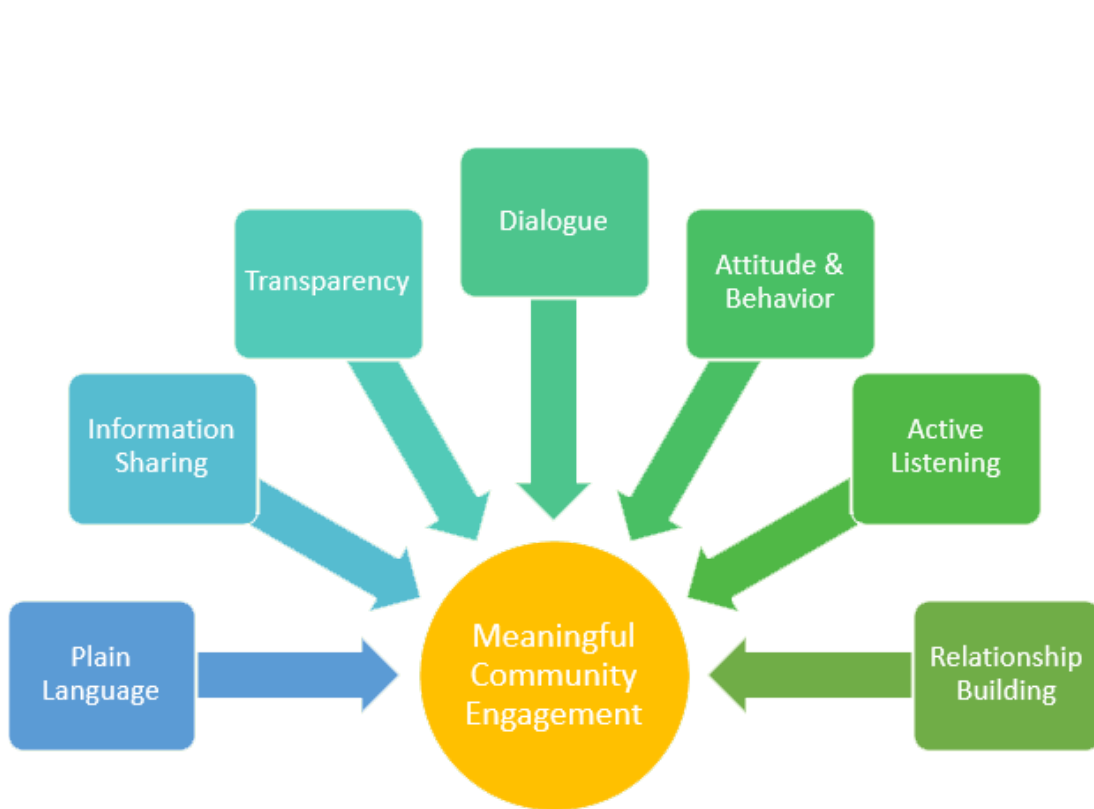 Dialogue
Transparency
Attitude &
Behavior
Information
Sharing
Active
Listening
Plain
Language
Meaningful
Community
Engagement
Relationship
Building